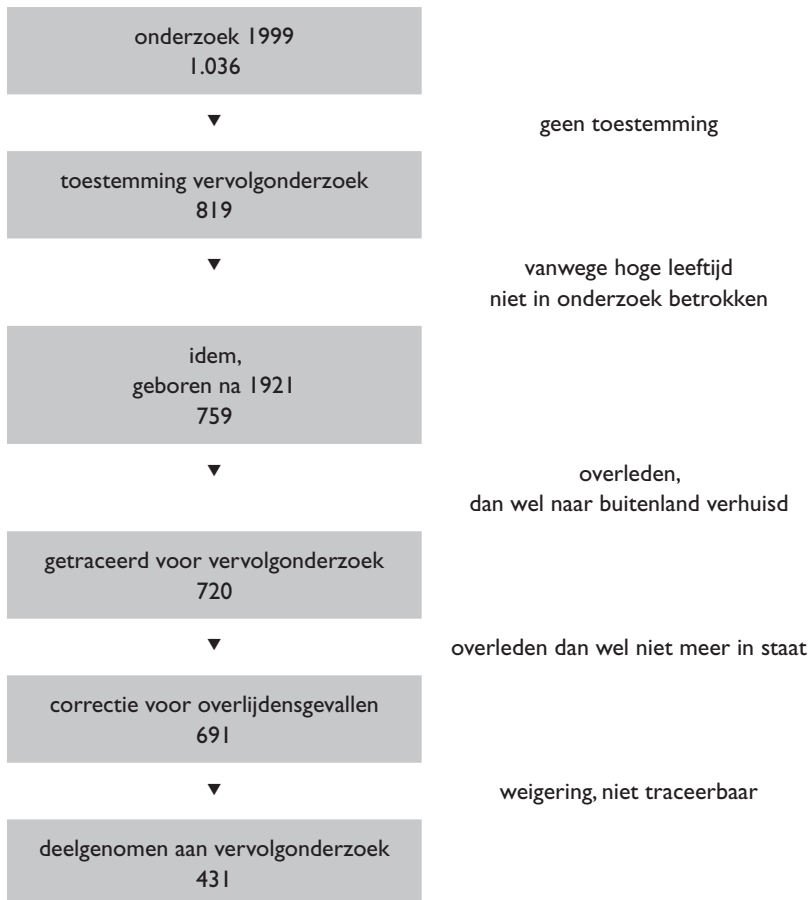 onderzoek 1999
1.036
geen toestemming
toestemming vervolgonderzoek
819
vanwege hoge leeftijd
niet in onderzoek betrokken
idem,
geboren na 1921
759
overleden,
dan wel naar buitenland verhuisd
getraceerd voor vervolgonderzoek
720
overleden dan wel niet meer in staat
correctie voor overlijdensgevallen
691
weigering, niet traceerbaar
deelgenomen aan vervolgonderzoek
431